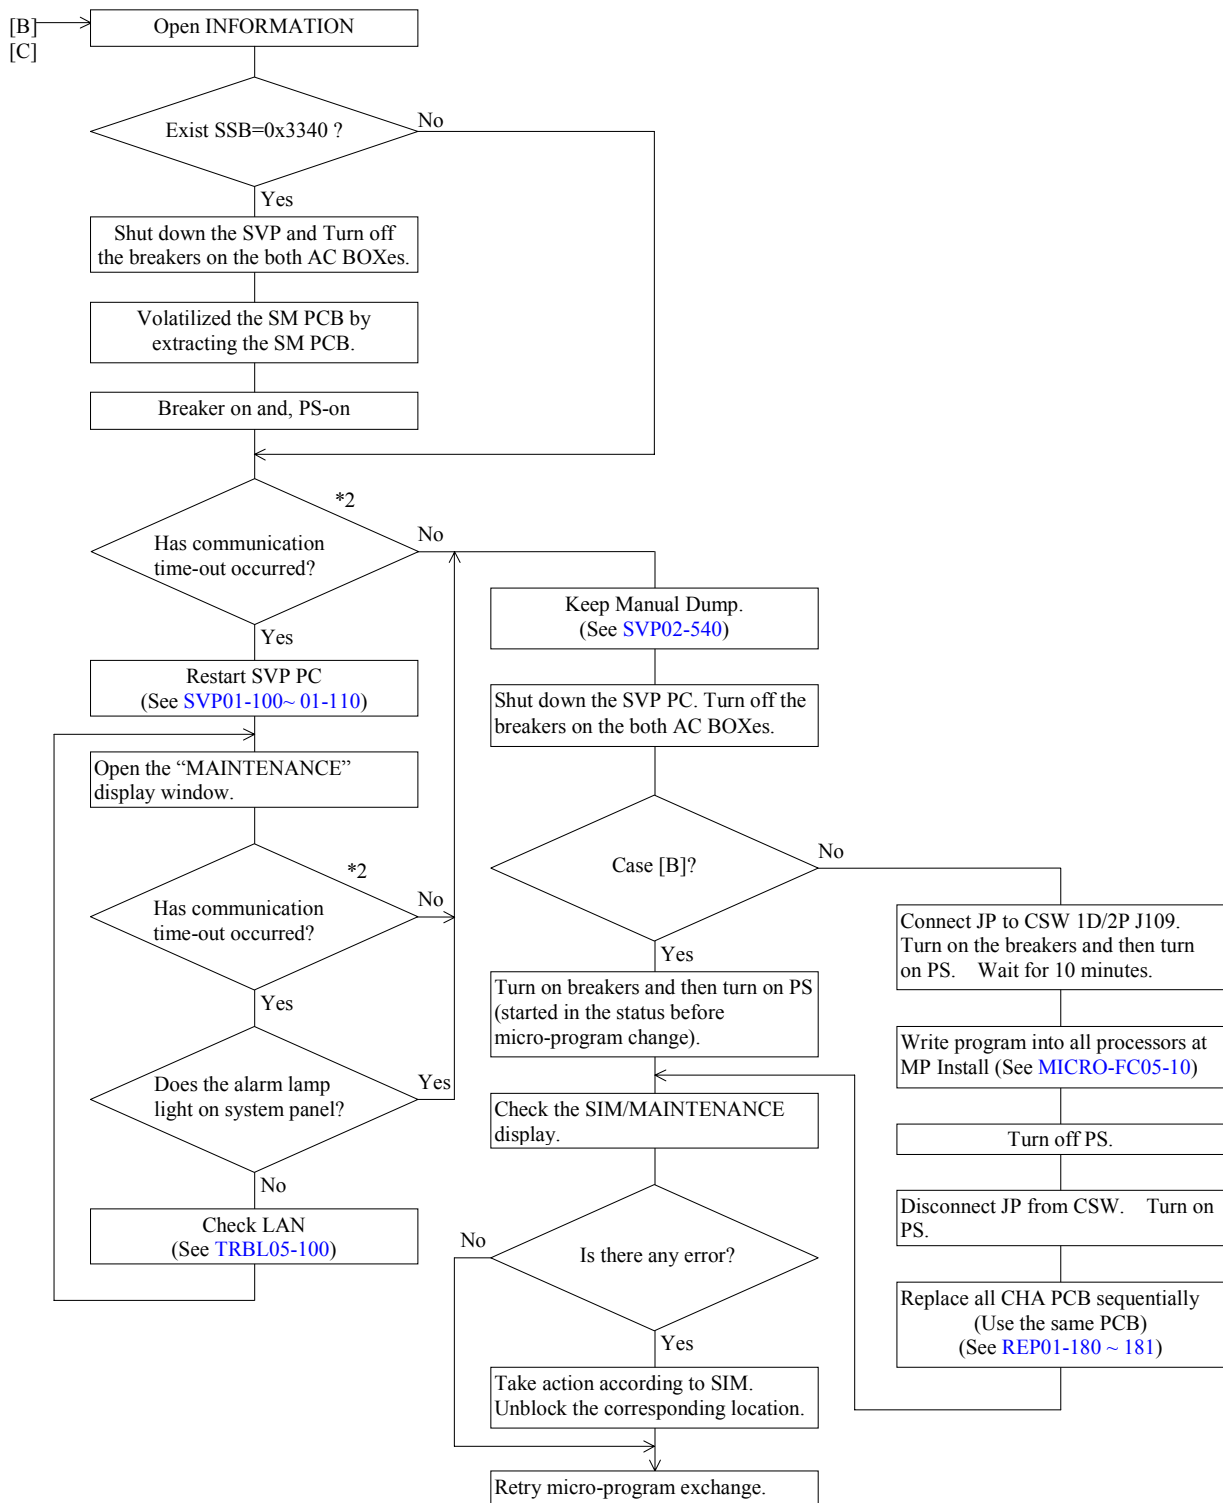 [B]
[C]
Open INFORMATION
Exist SSB=0x3340 ?
No
Yes
Shut down the SVP and Turn off
the breakers on the both AC BOXes.
Volatilized the SM PCB by
extracting the SM PCB.
Breaker on and, PS-on
*2
Has communication
time-out occurred?
No
Yes
Restart SVP PC
(See SVP01-100~ 01-110)
Open the “MAINTENANCE”
display window.
*2
Has communication
time-out occurred?
No
Yes
Does the alarm lamp
light on system panel?
Yes
No
Check LAN
(See TRBL05-100)
Keep Manual Dump.
(See SVP02-540)
Shut down the SVP PC. Turn off the
breakers on the both AC BOXes.
Case [B]?
No
Yes
Turn on breakers and then turn on PS
(started in the status before
micro-program change).
Check the SIM/MAINTENANCE
display.
Is there any error?
No
Yes
Take action according to SIM.
Unblock the corresponding location.
Retry micro-program exchange.
Connect JP to CSW 1D/2P J109.
Turn on the breakers and then turn
on PS. Wait for 10 minutes.
Write program into all processors at
MP Install (See MICRO-FC05-10)
Turn off PS.
Disconnect JP from CSW. Turn on
PS.
Replace all CHA PCB sequentially
(Use the same PCB)
(See REP01-180 ~ 181)